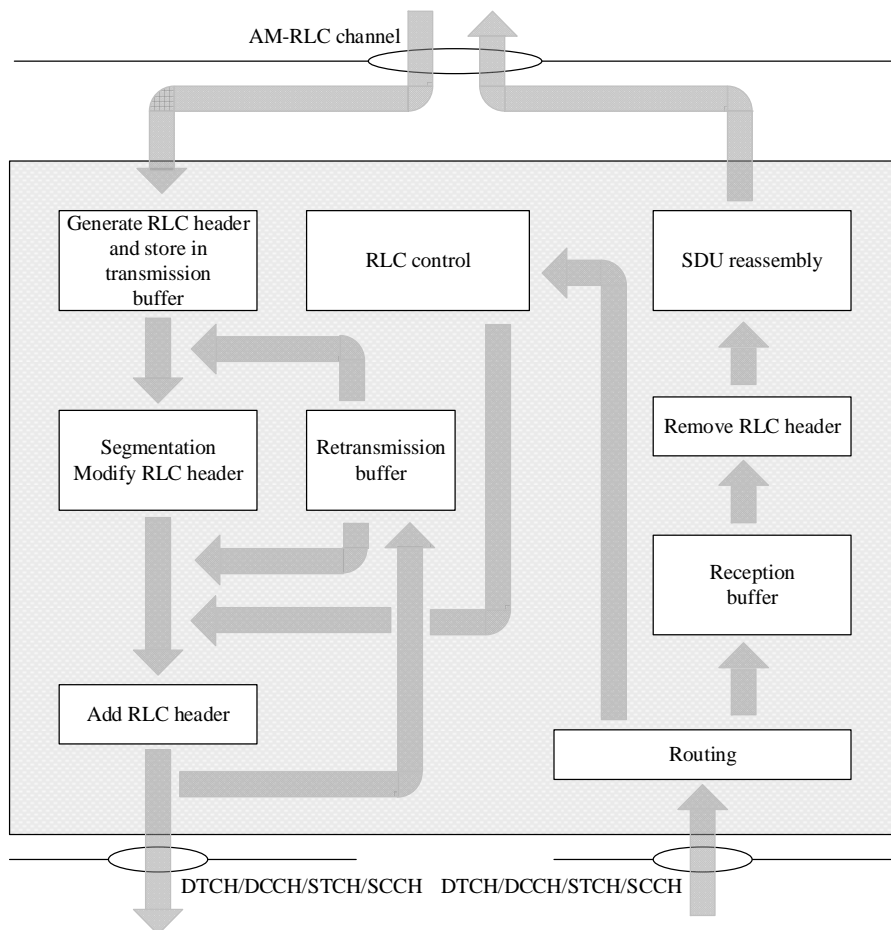 AM-RLC channel
Generate RLC header
and store in
transmission
buffer
RLC control
SDU reassembly
Segmentation
Modify RLC header
Retransmission
buffer
Remove RLC header
Reception
buffer
Add RLC header
Routing
DTCH/DCCH/STCH/SCCH
DTCH/DCCH/STCH/SCCH